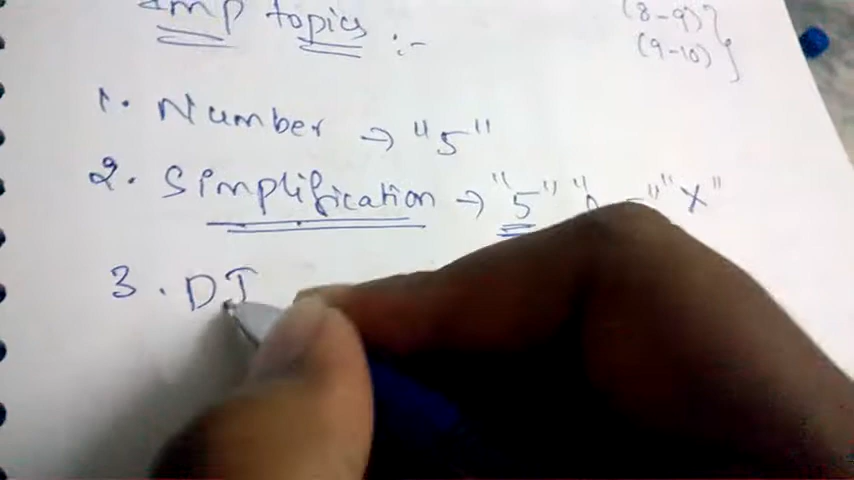 Imp topics :-
(8-9)}
(9-10)
1. Number → "5"
2. Simplification → "5" " " "x"
3. DI